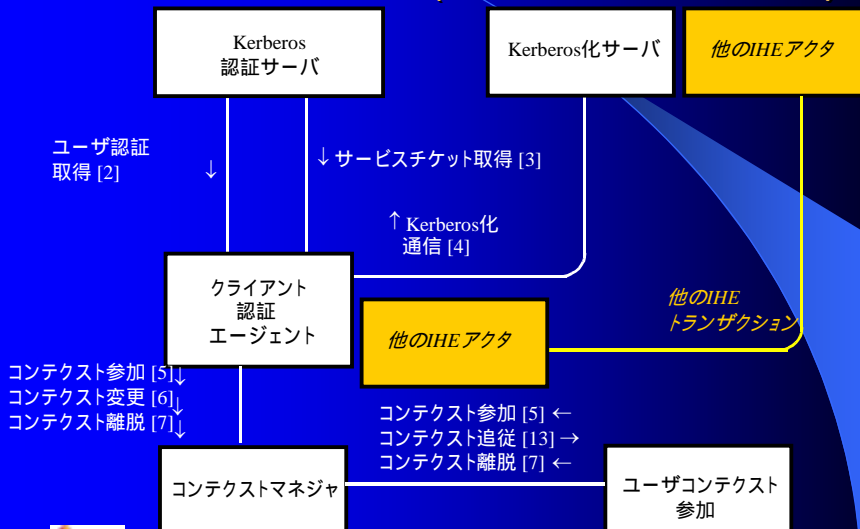 Kerberos
認証サーバ
Kerberos化サーバ
他のIHEアクタ
ユーザ認証
取得 [2]
↓
↓サービスチケット取得 [3]
↑Kerberos化
通信 [4]
クライアント
認証
エージェント
他のIHEアクタ
他のIHE
トランザクション
コンテクスト参加 [5]↓
コンテクスト変更 [6]↓
コンテクスト離脱 [7]↓
コンテクスト参加 [5] ←
コンテクスト追従 [13] →
コンテクスト離脱 [7] ←
コンテクストマネジャ
ユーザコンテクスト
参加